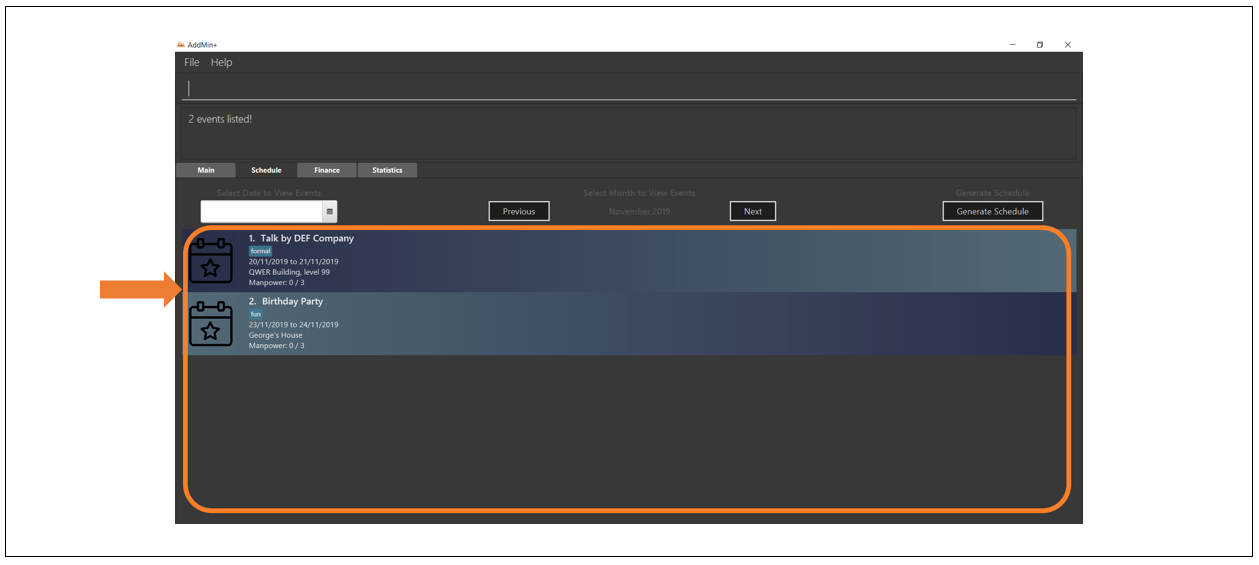 AddMin+
File Help
2 events listed!
Main Schedule Finance Statistics
Select Date to View Events Select Month to View Events Generate Schedule
Previous November,2019 Next Generate Schedule
1. Talk by DEF Company
formal
20/11/2019 to 21/11/2019
QWER Building, level 99
Manpower: 0 / 3
2. Birthday Party
fun
23/11/2019 to 24/11/2019
George's House
Manpower: 0 / 3